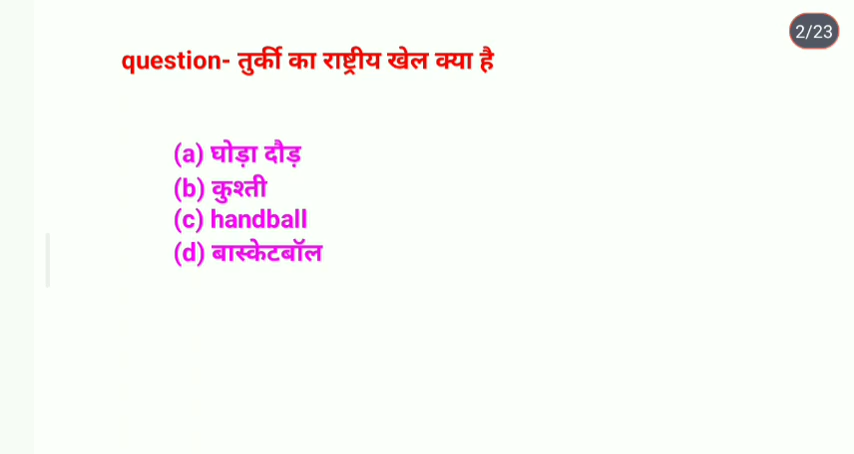 2/23
question- तुर्की का राष्ट्रीय खेल क्या है
(a) घोड़ा दौड़
(b) कुश्ती
(c) handball
(d) बास्केटबॉल